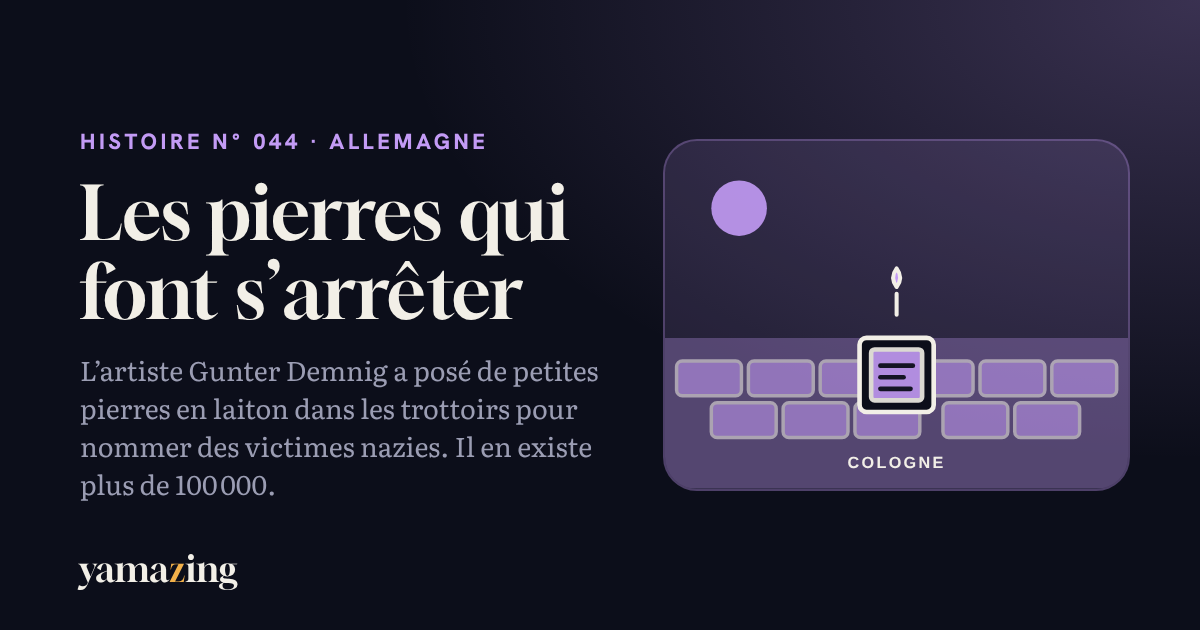 HISTOIRE N° 044 · ALLEMAGNE
Les pierres qui
font s’arrêter
L’artiste Gunter Demnig a posé de petites
pierres en laiton dans les trottoirs pour
nommer des victimes nazies. Il en existe
plus de 100 000.
COLOGNE
yamazing